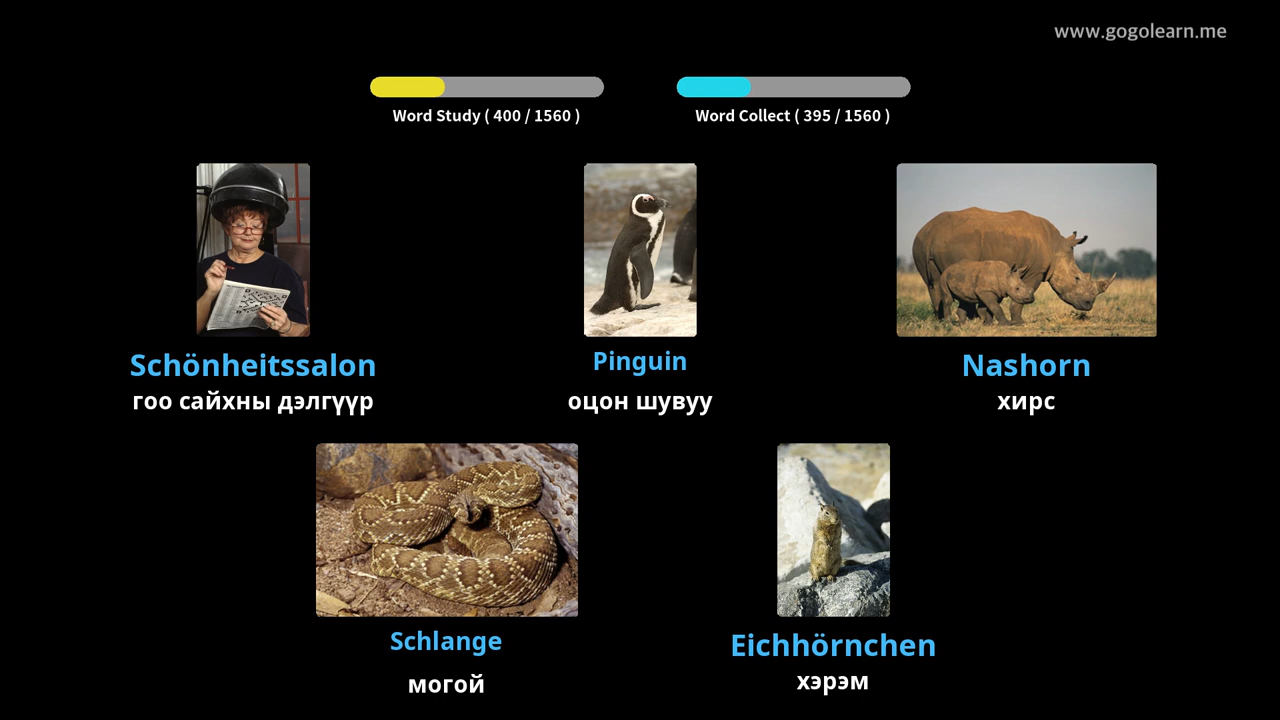 www.gogolearn.me
Word Study ( 400 / 1560 )
Word Collect ( 395 / 1560 )
Schönheitssalon
гоо сайхны дэлгүүр
Pinguin
оцон шувуу
Nashorn
хирс
Schlange
могой
Eichhörnchen
хэрэм